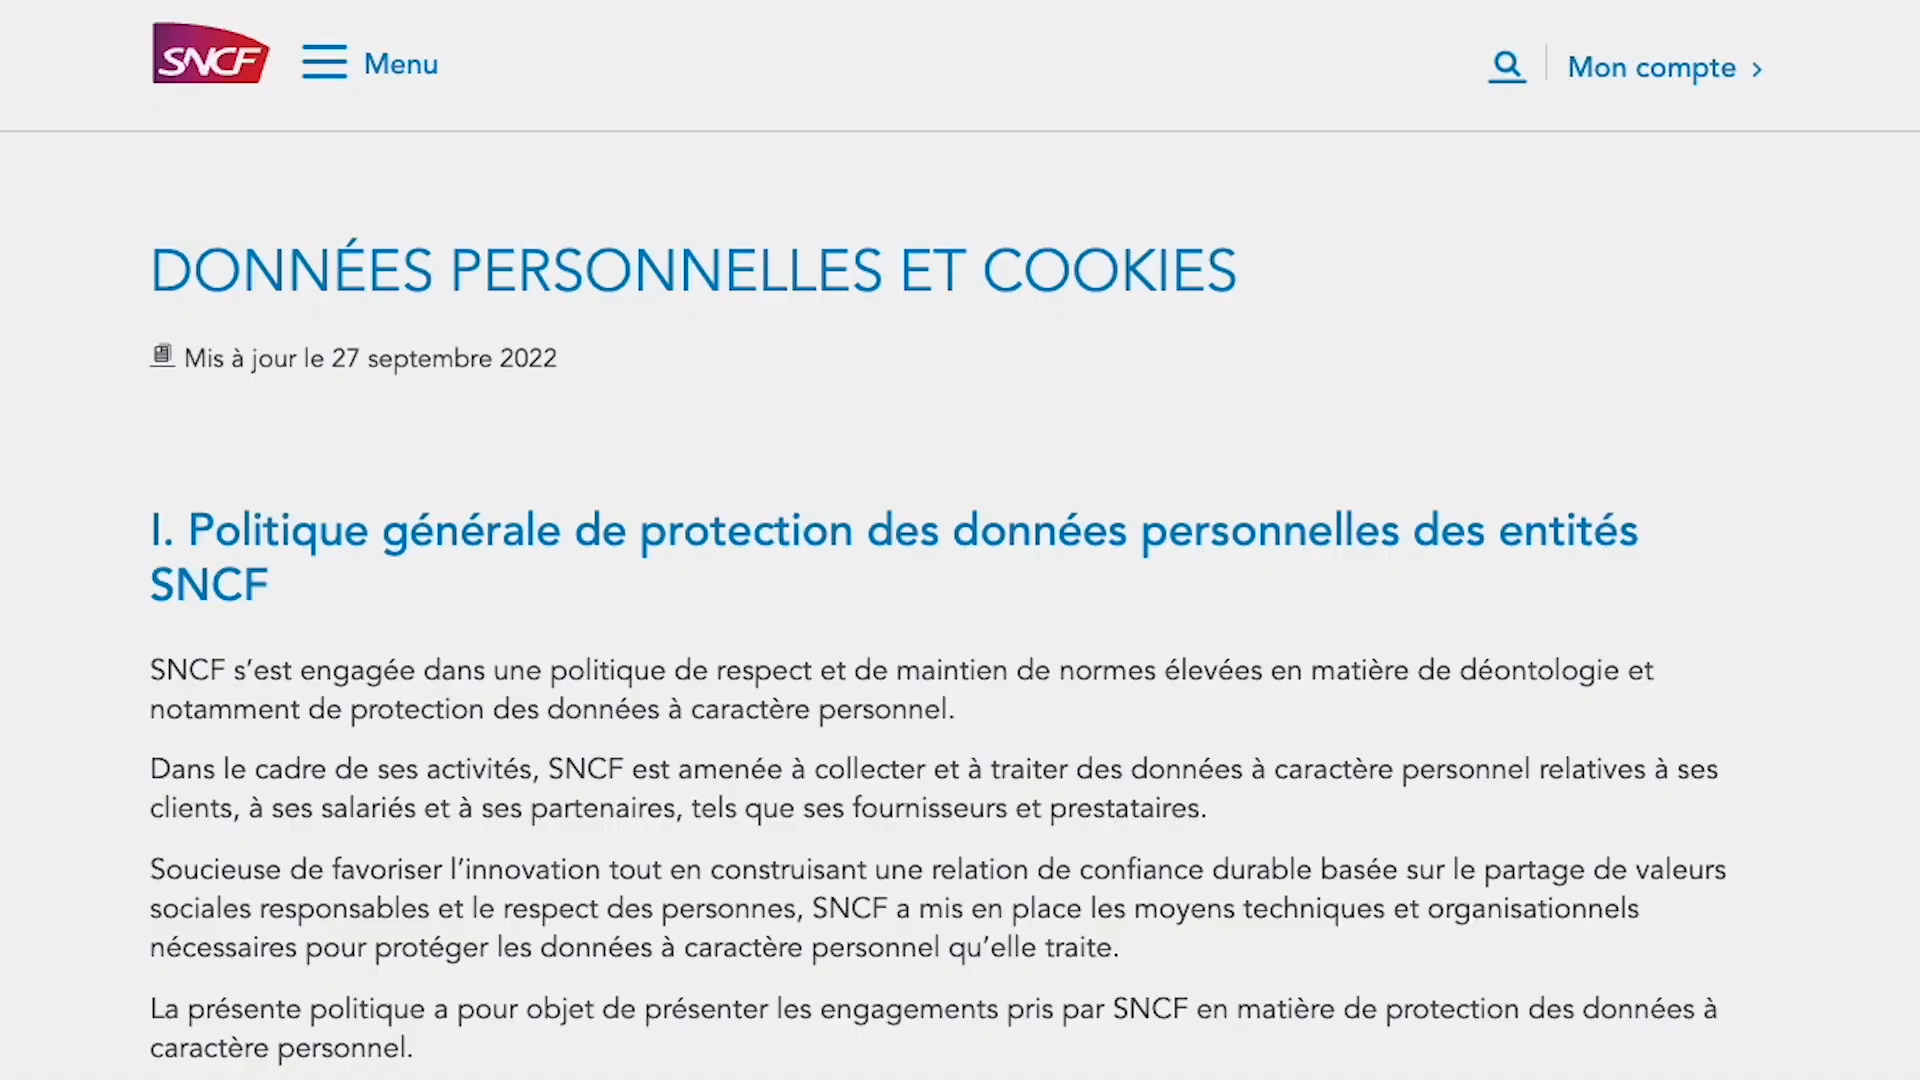 SNCF
Menu
Mon compte
DONNÉES PERSONNELLES ET COOKIES
Mis à jour le 27 septembre 2022
I. Politique générale de protection des données personnelles des entités
SNCF
SNCF s’est engagée dans une politique de respect et de maintien de normes élevées en matière de déontologie et
notamment de protection des données à caractère personnel.
Dans le cadre de ses activités, SNCF est amenée à collecter et à traiter des données à caractère personnel relatives à ses
clients, à ses salariés et à ses partenaires, tels que ses fournisseurs et prestataires.
Soucieuse de favoriser l’innovation tout en construisant une relation de confiance durable basée sur le partage de valeurs
sociales responsables et le respect des personnes, SNCF a mis en place les moyens techniques et organisationnels
nécessaires pour protéger les données à caractère personnel qu’elle traite.
La présente politique a pour objet de présenter les engagements pris par SNCF en matière de protection des données à
caractère personnel.